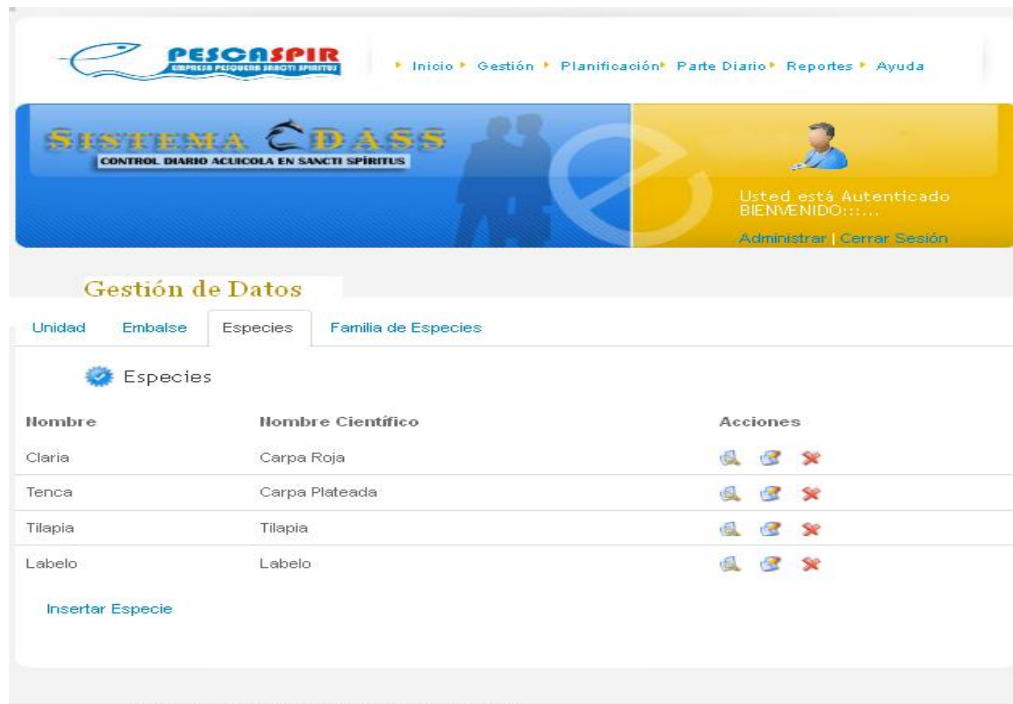 PESCASPIR
EMPRESA PESQUERA SANCTI SPIRITUS
Inicio Gestión Planificación Parte Diario Reportes Ayuda
SISTEMA CDASS
CONTROL DIARIO ACUICOLA EN SANCTI SPÍRITUS
Usted está Autenticado
BIENVENIDO:::...
Administrar | Cerrar Sesión
Gestión de Datos
Unidad Embalse Especies Familia de Especies
Especies
Nombre Nombre Científico Acciones
Claria Carpa Roja
Tenca Carpa Plateada
Tilapia Tilapia
Labelo Labelo
Insertar Especie